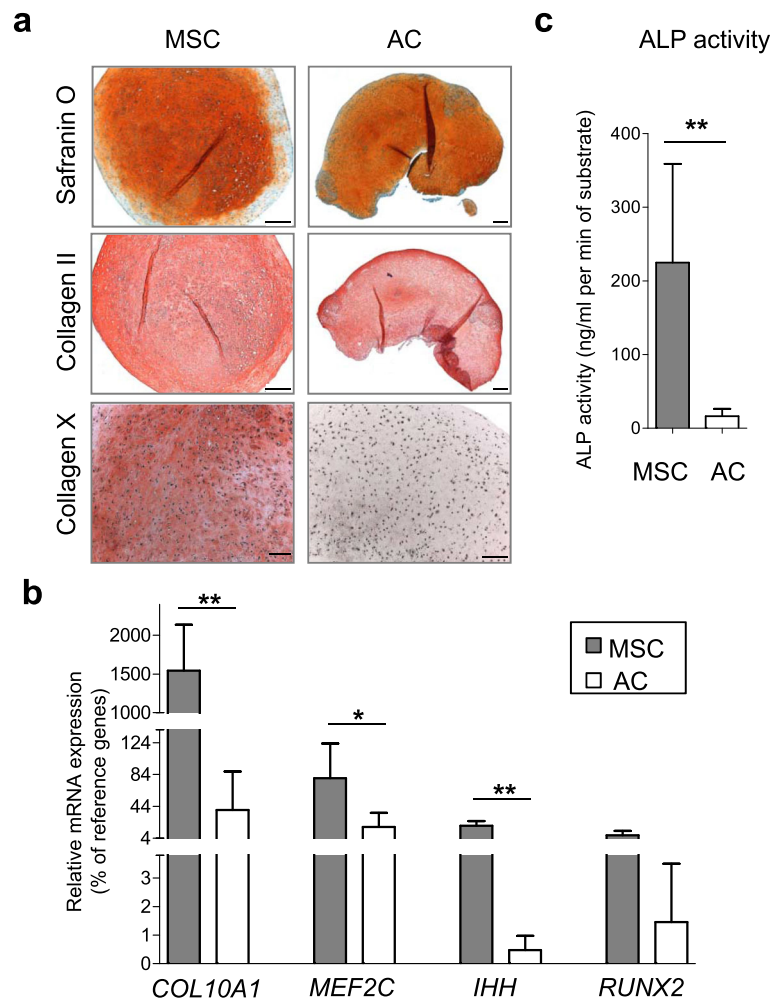 a
MSC
AC
Safranin O
Collagen II
Collagen X
c
ALP activity
ALP activity (ng/ml per min of substrate)
400
300
200
100
0
**
MSC
AC
b
Relative mRNA expression
(% of reference genes)
2000
1500
1000
124
84
44
4
3
2
1
0
**
*
**
MSC
AC
COL10A1
MEF2C
IHH
RUNX2